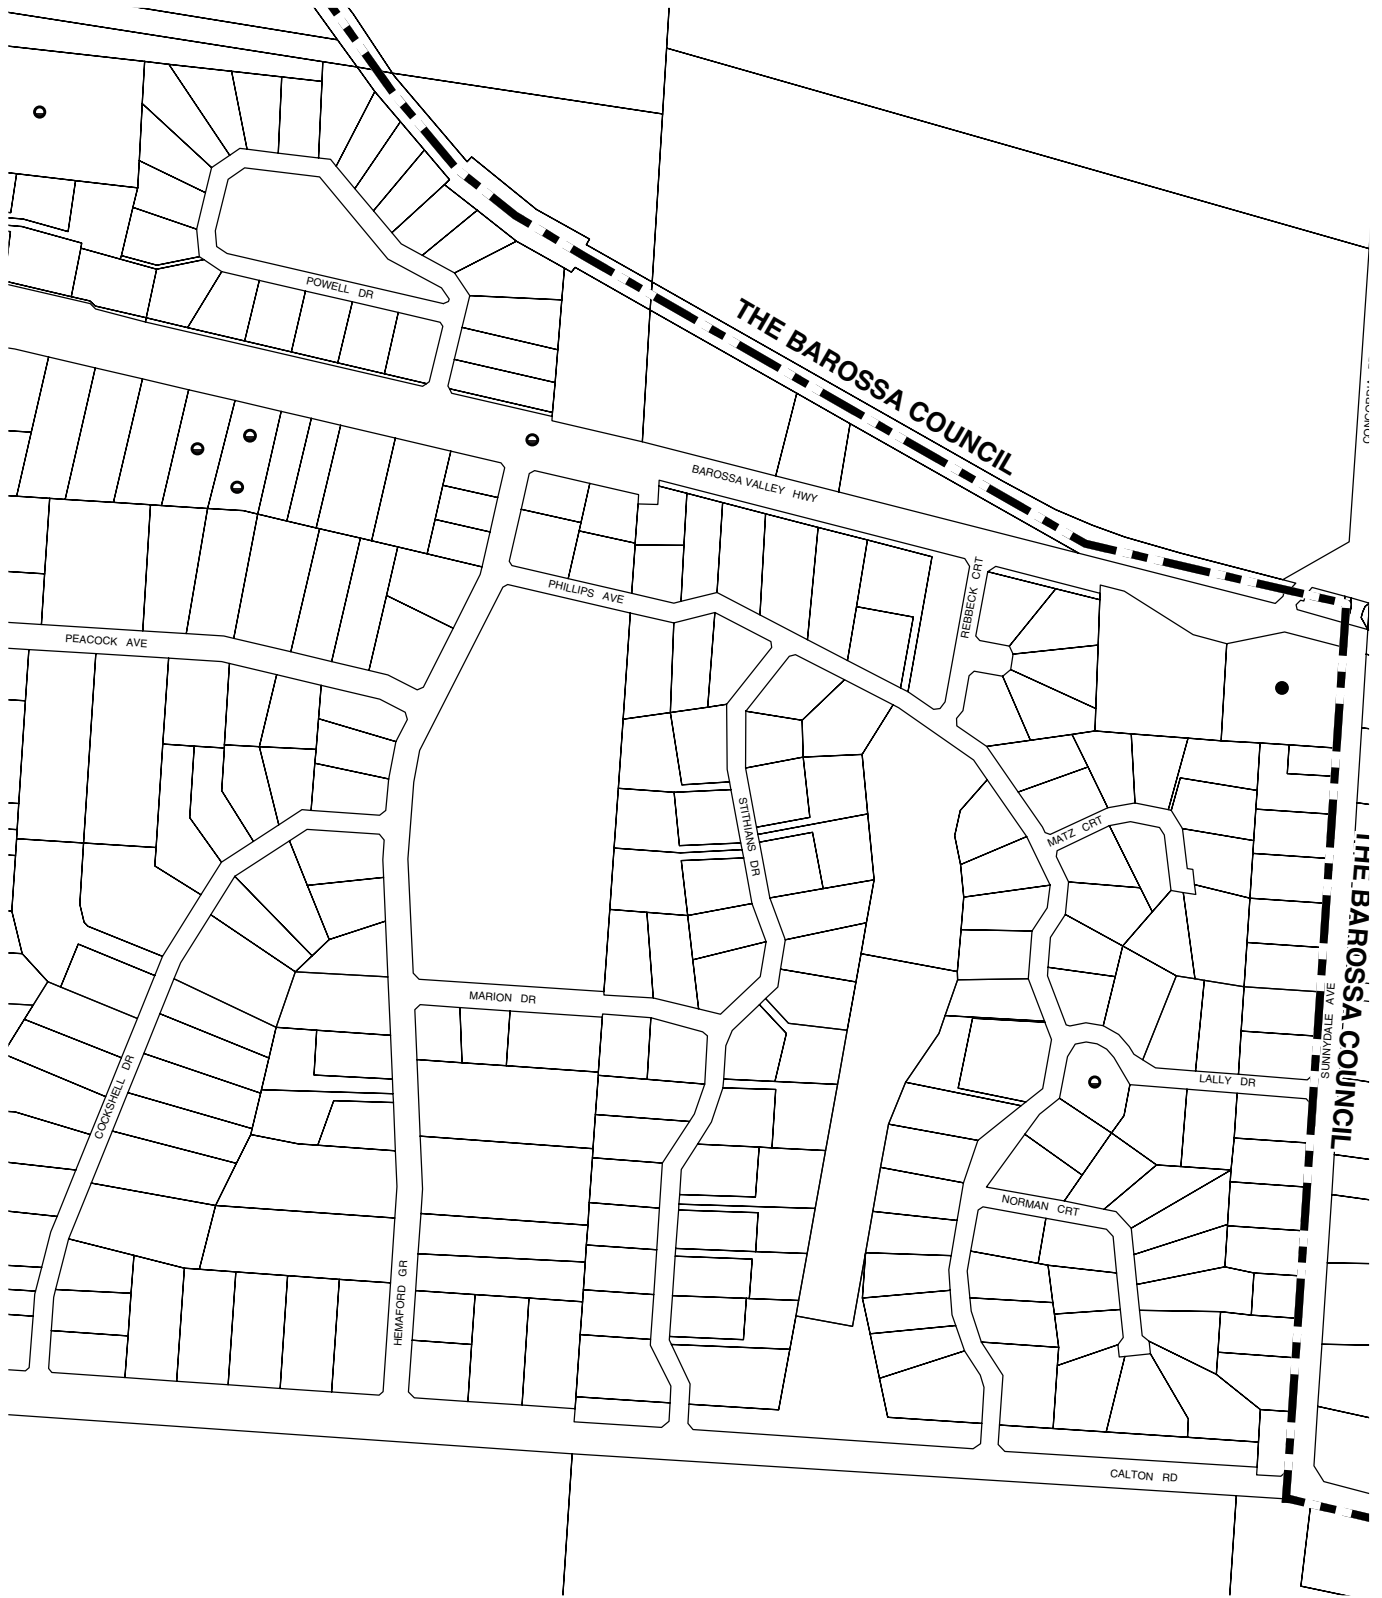 POWELL DR
THE BAROSSA COUNCIL
BAROSSA VALLEY HWY
PHILLIPS AVE
REBBECK CRT
PEACOCK AVE
STITHIANS DR
MATZ CRT
THE BAROSSA COUNCIL
SUNNYDALE AVE
MARION DR
LALLY DR
COCKSHELL DR
NORMAN CRT
HEMAFORD GR
CALTON RD